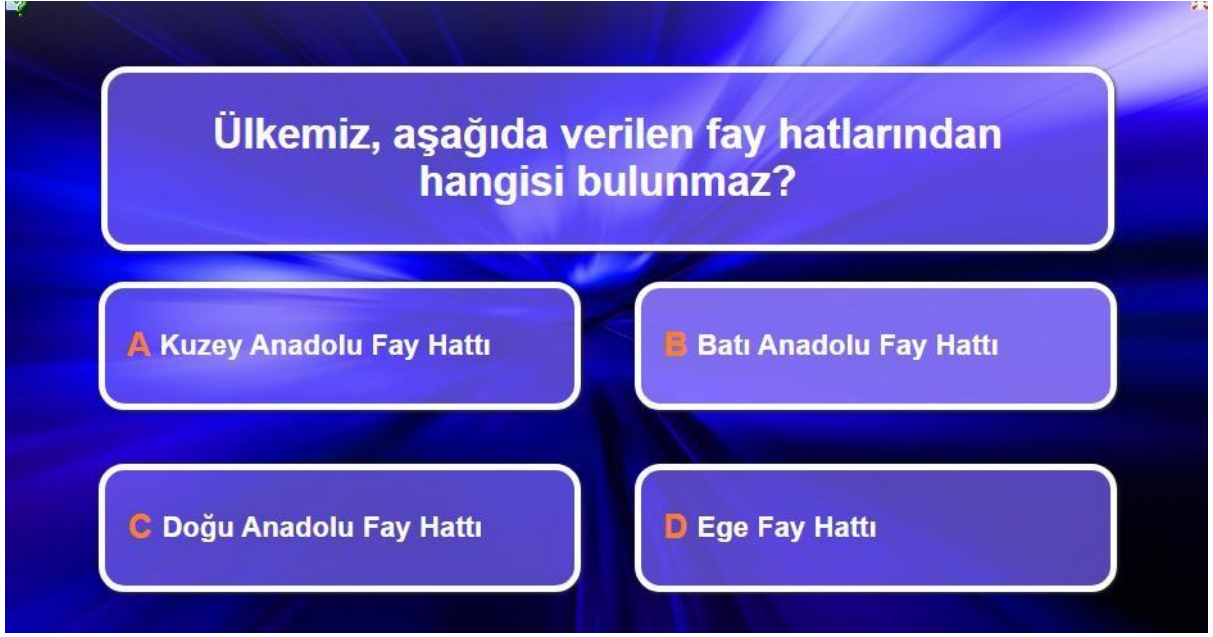 Ülkemiz, aşağıda verilen fay hatlarından
hangisi bulunmaz?
A Kuzey Anadolu Fay Hattı
B Batı Anadolu Fay Hattı
C Doğu Anadolu Fay Hattı
D Ege Fay Hattı